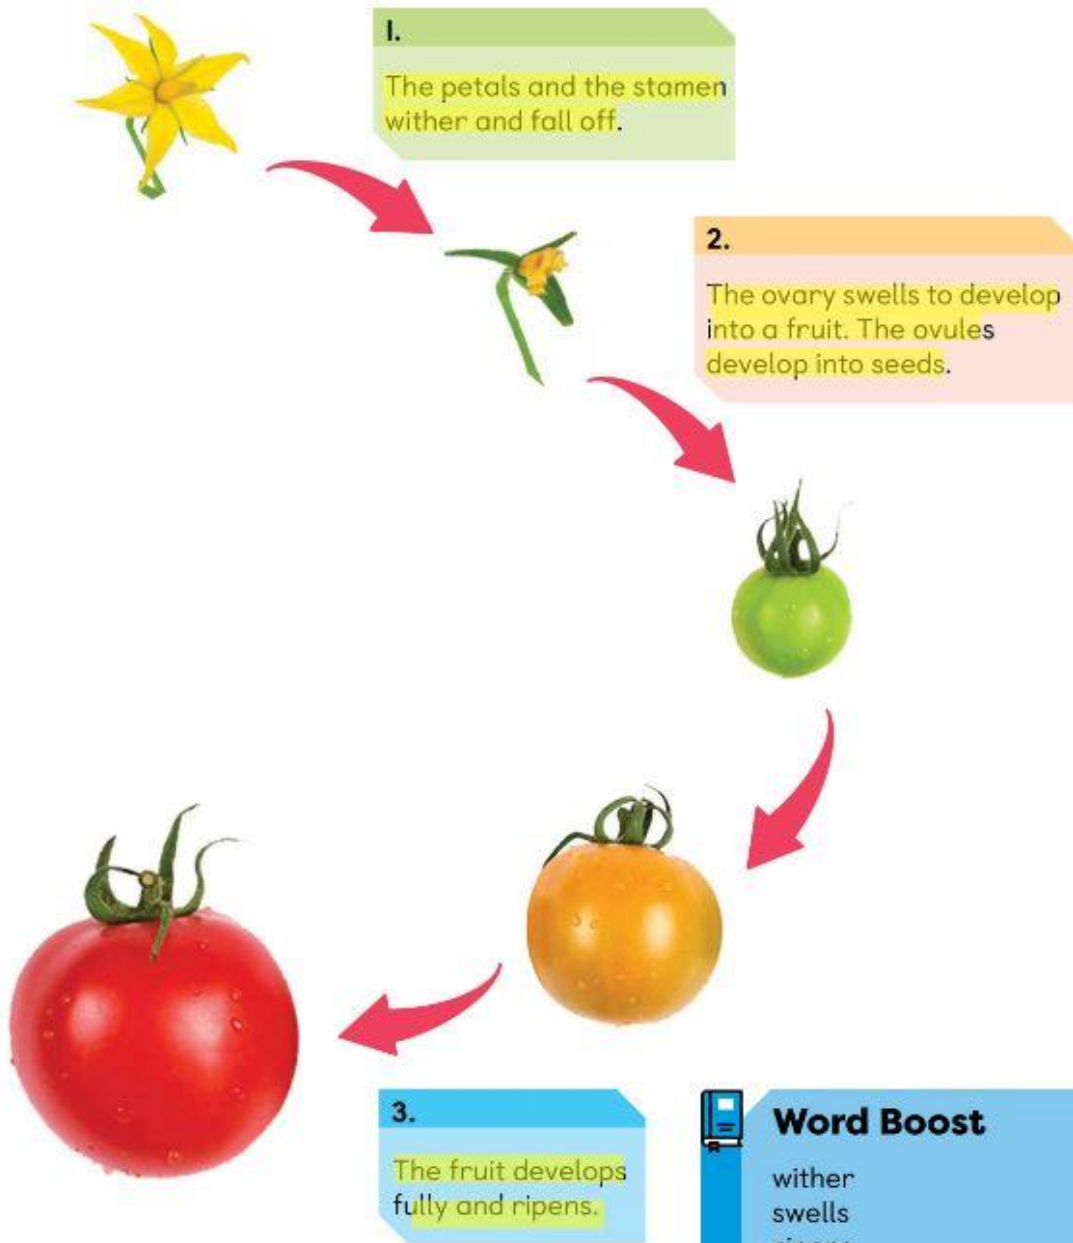 1.
The petals and the stamen
wither and fall off.
2.
The ovary swells to develop
into a fruit. The ovules
develop into seeds.
3.
The fruit develops
fully and ripens.
Word Boost
wither
swells